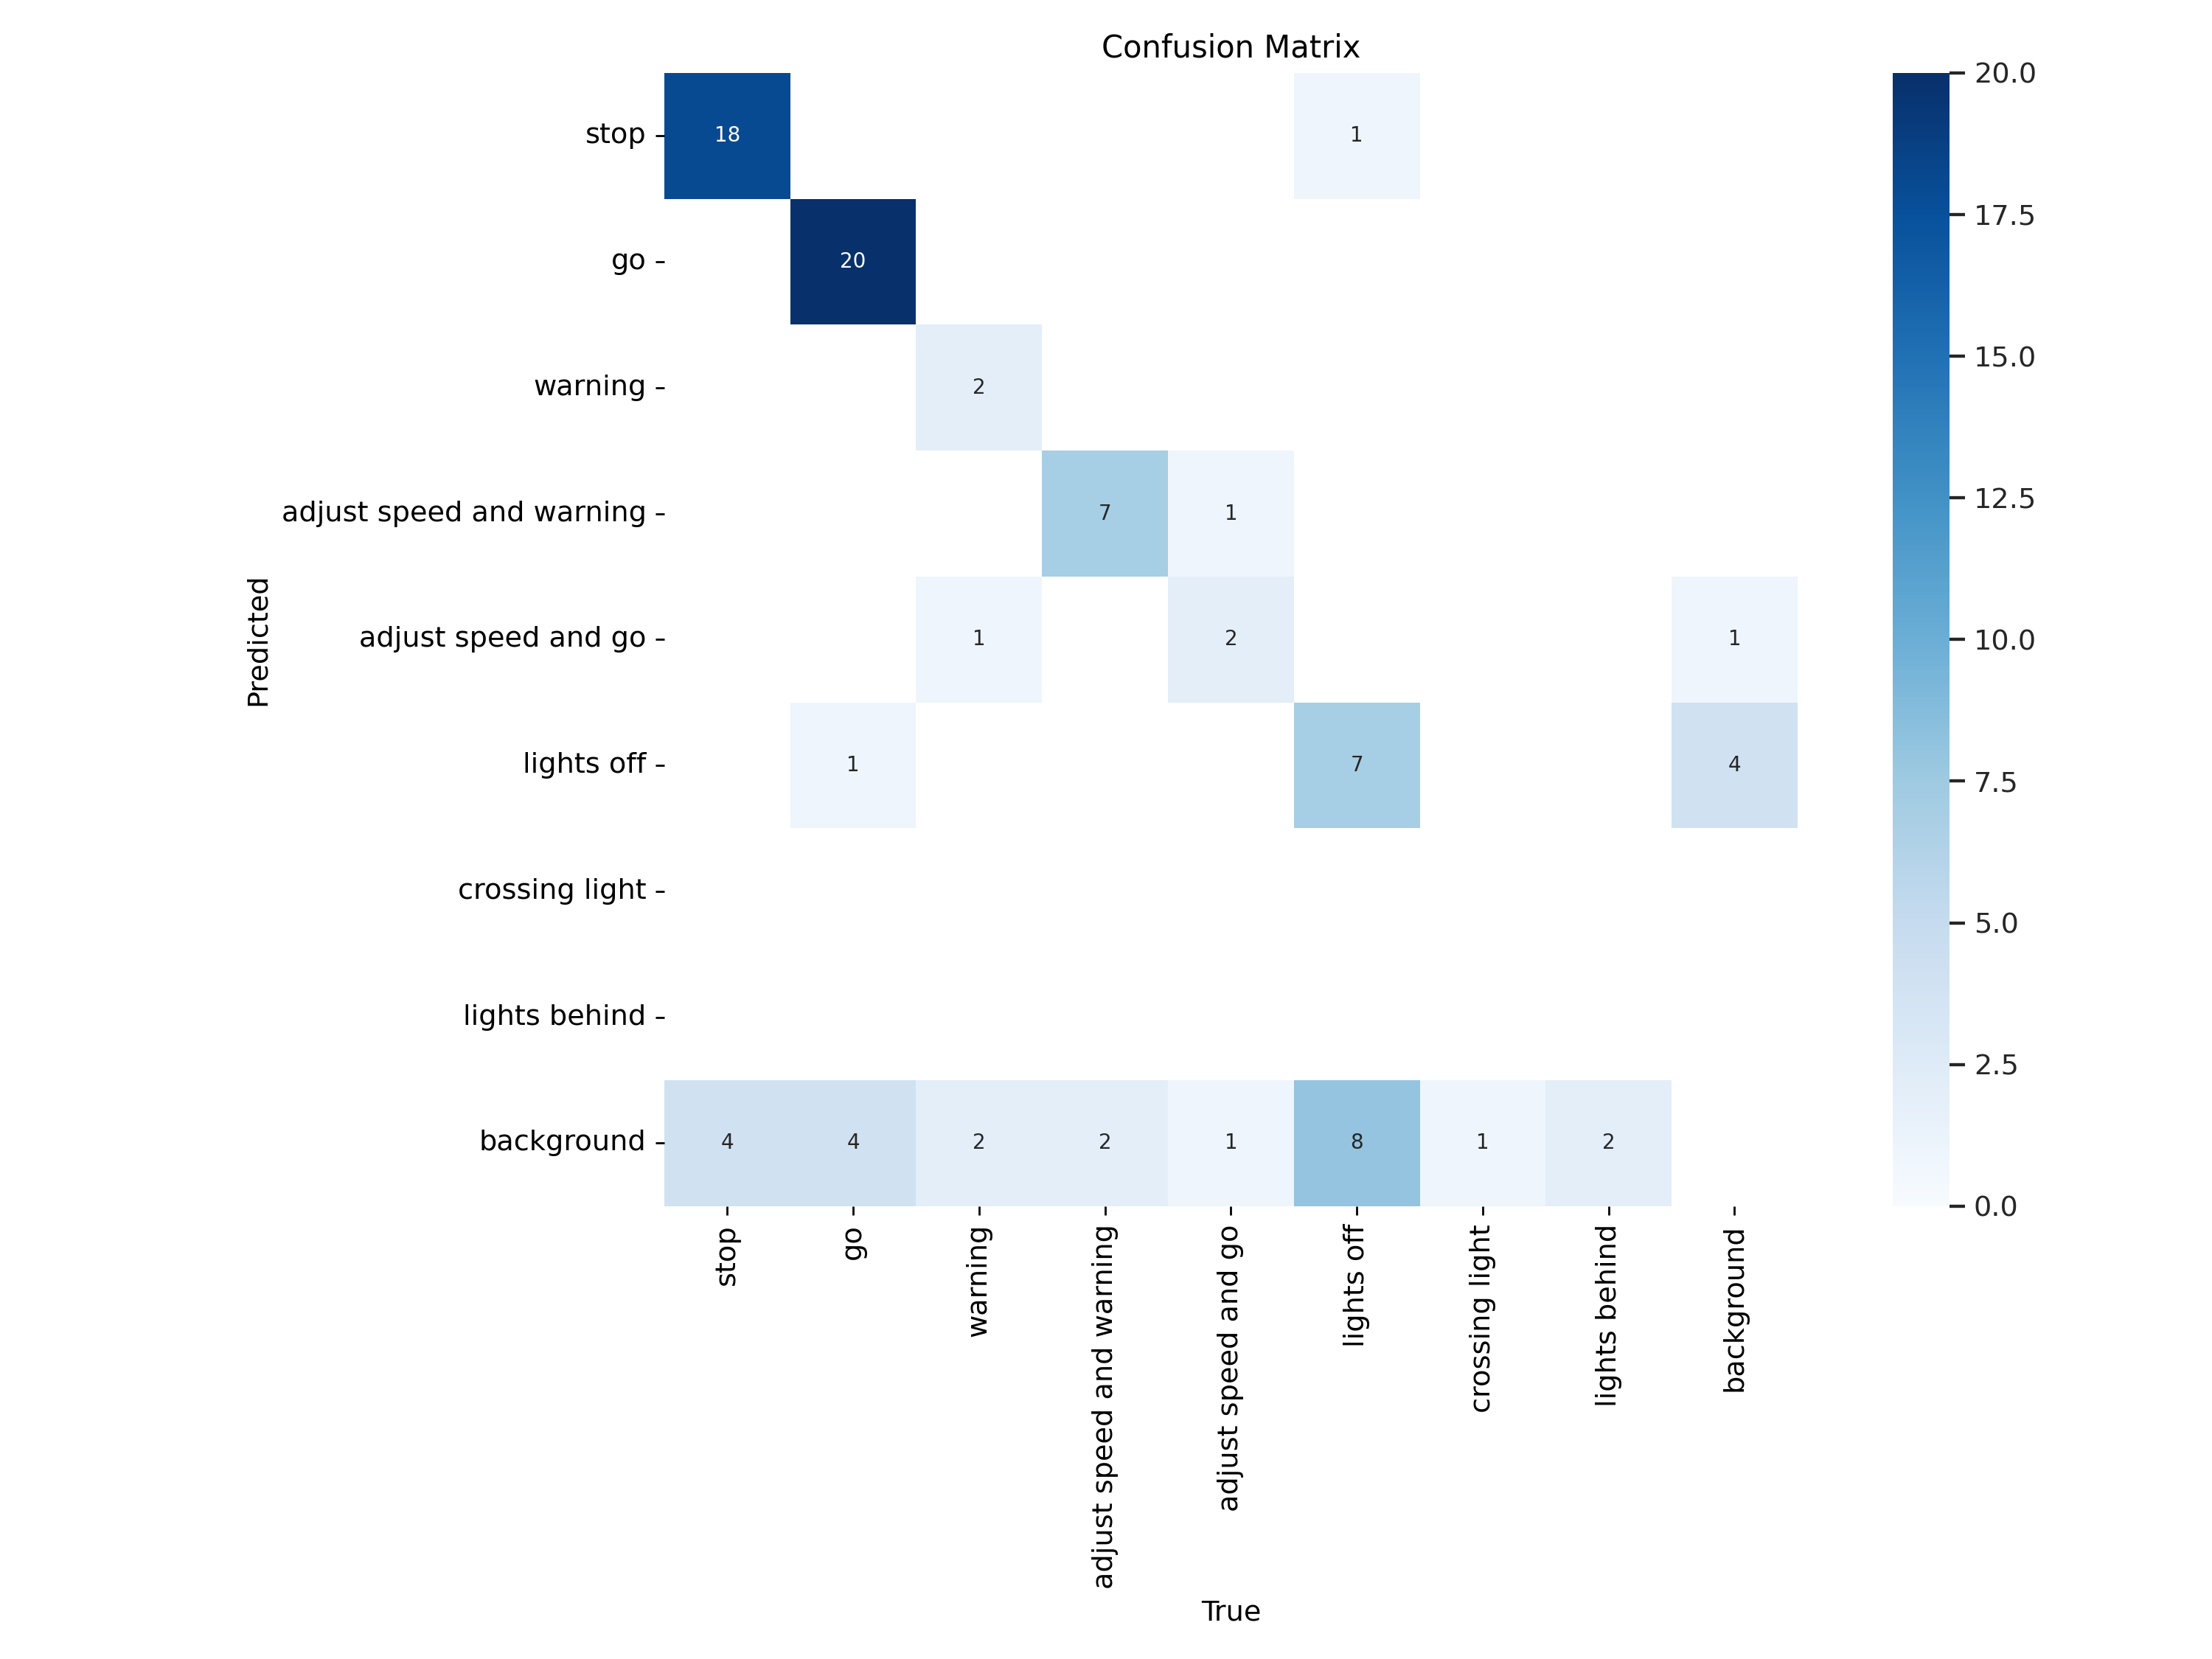 Confusion Matrix
stop
18
1
20.0
17.5
go
20
15.0
warning
2
12.5
adjust speed and warning
7
1
10.0
Predicted
adjust speed and go
1
2
1
7.5
lights off
1
7
4
5.0
crossing light
lights behind
2.5
background
4
4
2
2
1
8
1
2
0.0
stop
go
warning
adjust speed and warning
adjust speed and go
lights off
crossing light
lights behind
background
True